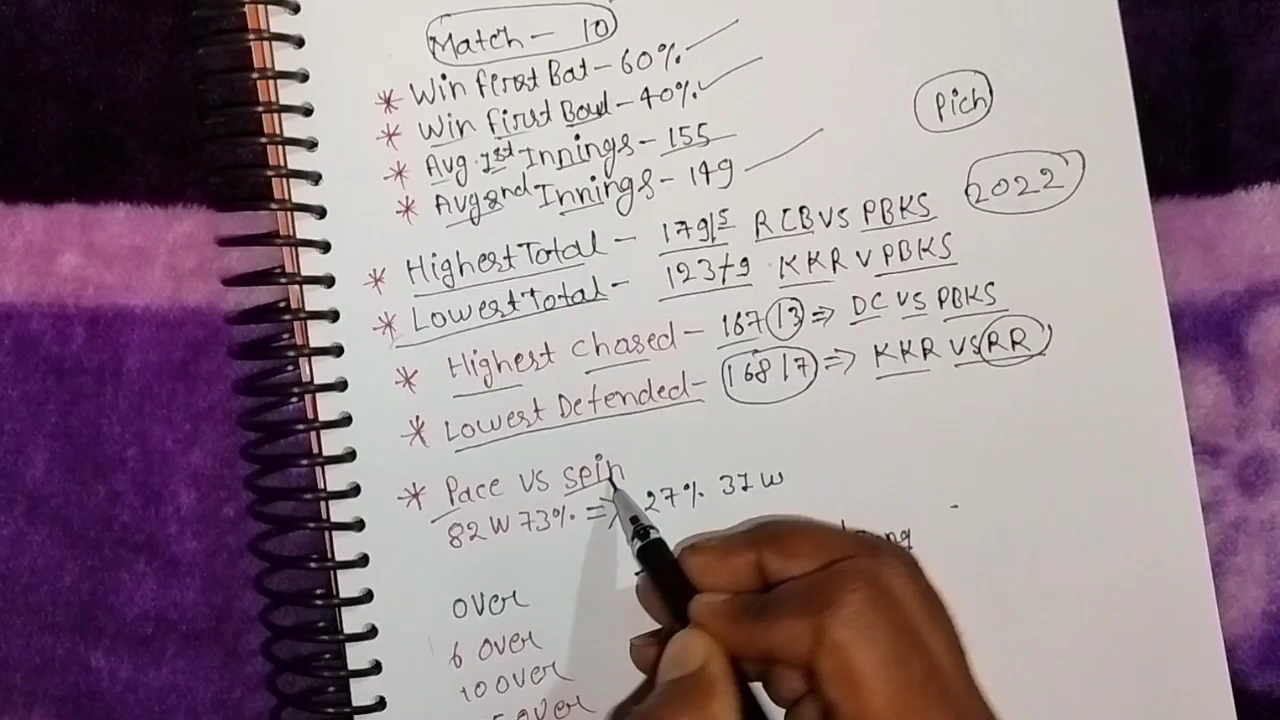 Match - 10
* Win first Bat - 60%.
* Win first Bowl - 40%.
* Avg. 1st Innings - 155
* Avg 2nd Innings - 149
Pich
2022
* Highest Total - 179/5 RCB VS PBKS
* Lowest Total - 123/9 KKR V PBKS
* Highest Chased - 167/3 => DC VS PBKS
* Lowest Defended - 168/7 => KKR VS RR
* Pace VS spin
82 W 73% => 27% 37 W
over
6 over
10 over
over